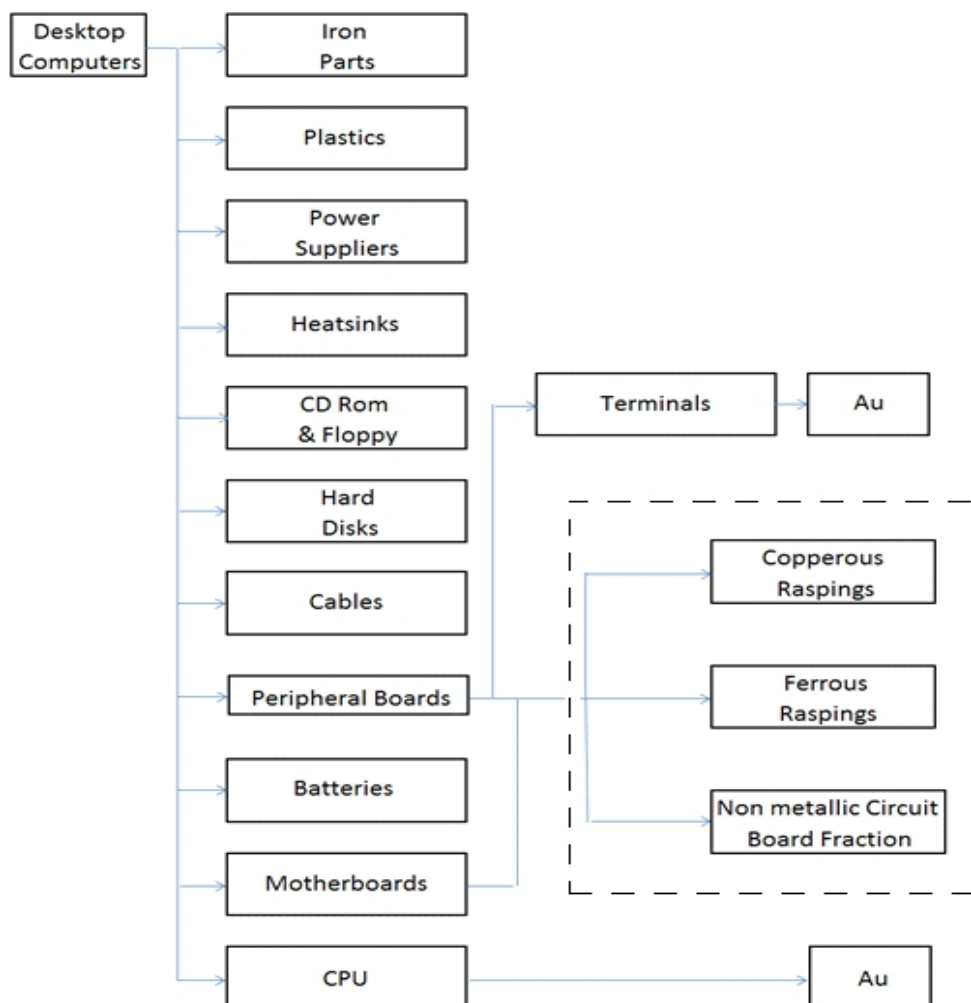 Desktop
Computers
Iron
Parts
Plastics
Power
Suppliers
Heatsinks
CD Rom
& Floppy
Terminals
Au
Hard
Disks
Copperous
Raspings
Cables
Peripheral Boards
Ferrous
Raspings
Batteries
Non metallic Circuit
Board Fraction
Motherboards
CPU
Au